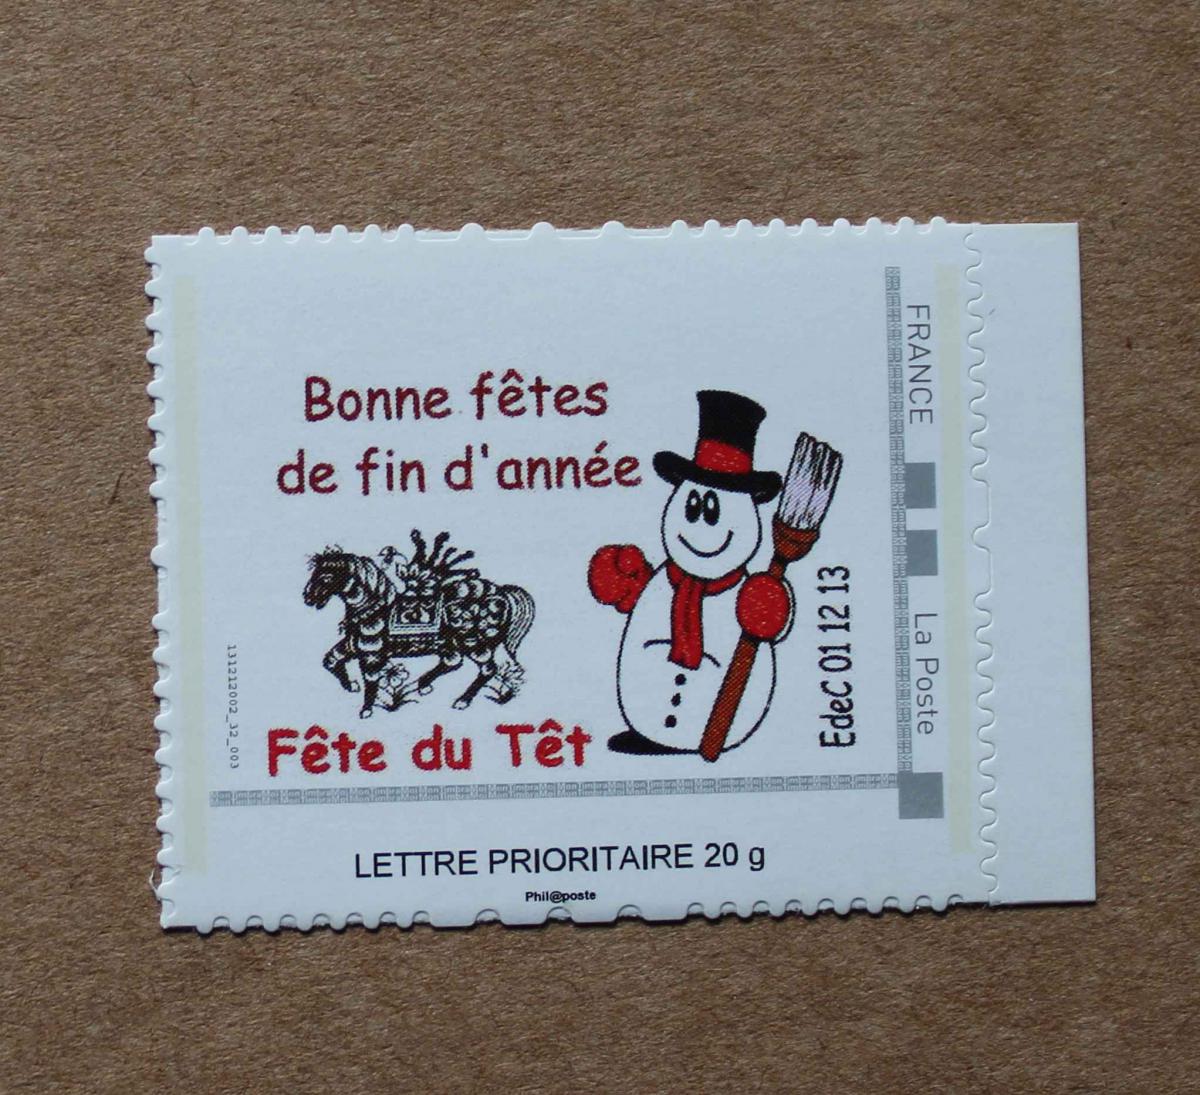 Bonne fêtes
de fin d'année
Fête du Têt
EdeC 01 12 13
131212002_32_003
FRANCE
La Poste
LETTRE PRIORITAIRE 20 g
Phil@poste